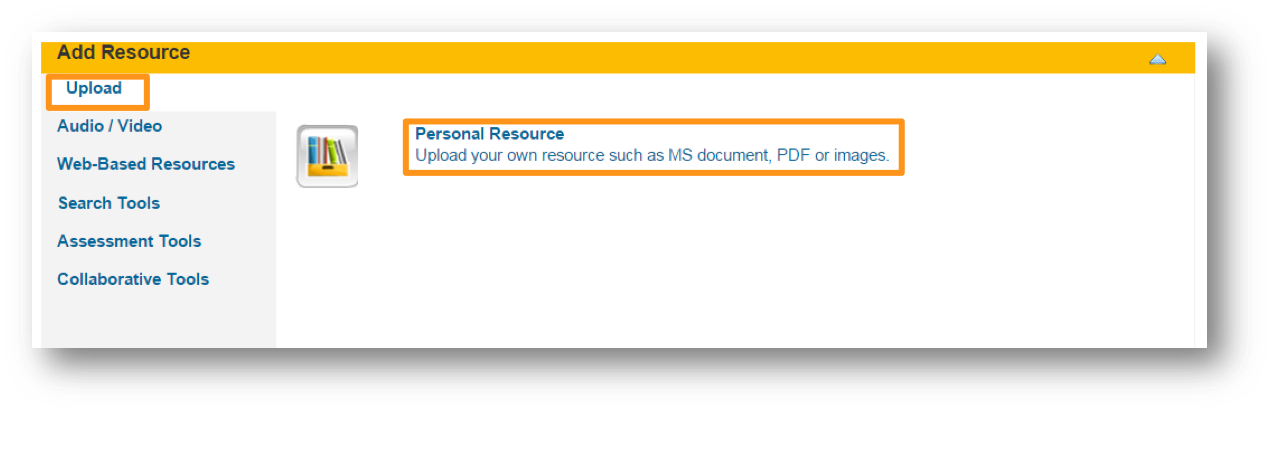 Add Resource
Upload
Audio / Video
Web-Based Resources
Search Tools
Assessment Tools
Collaborative Tools
Personal Resource
Upload your own resource such as MS document, PDF or images.